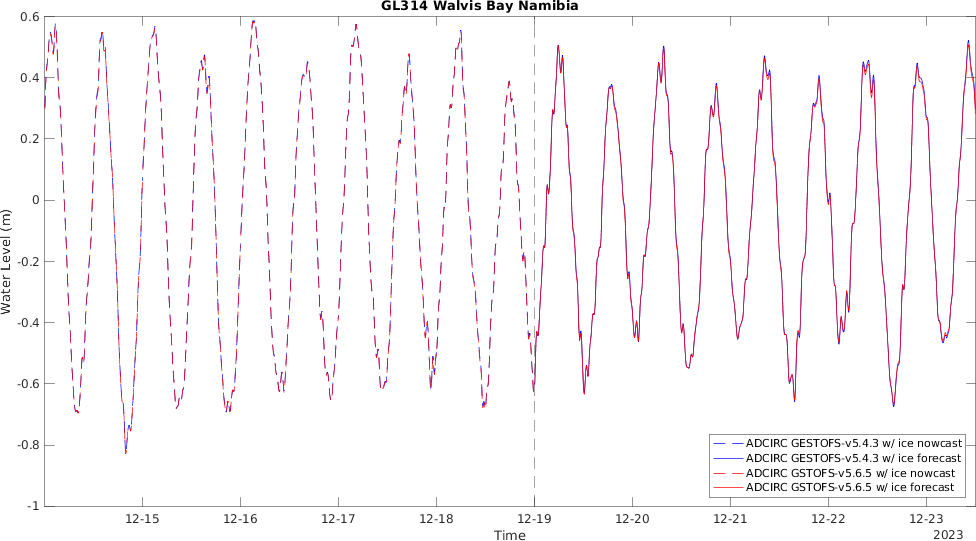 GL314 Walvis Bay Namibia
0.6
0.4
0.2
0
-0.2
-0.4
-0.6
-0.8
-1
Water Level (m)
ADCIRC GESTOFS-v5.4.3 w/ ice nowcast
ADCIRC GESTOFS-v5.4.3 w/ ice forecast
ADCIRC GSTOFS-v5.6.5 w/ ice nowcast
ADCIRC GSTOFS-v5.6.5 w/ ice forecast
12-15 12-16 12-17 12-18 12-19 12-20 12-21 12-22 12-23
Time
2023